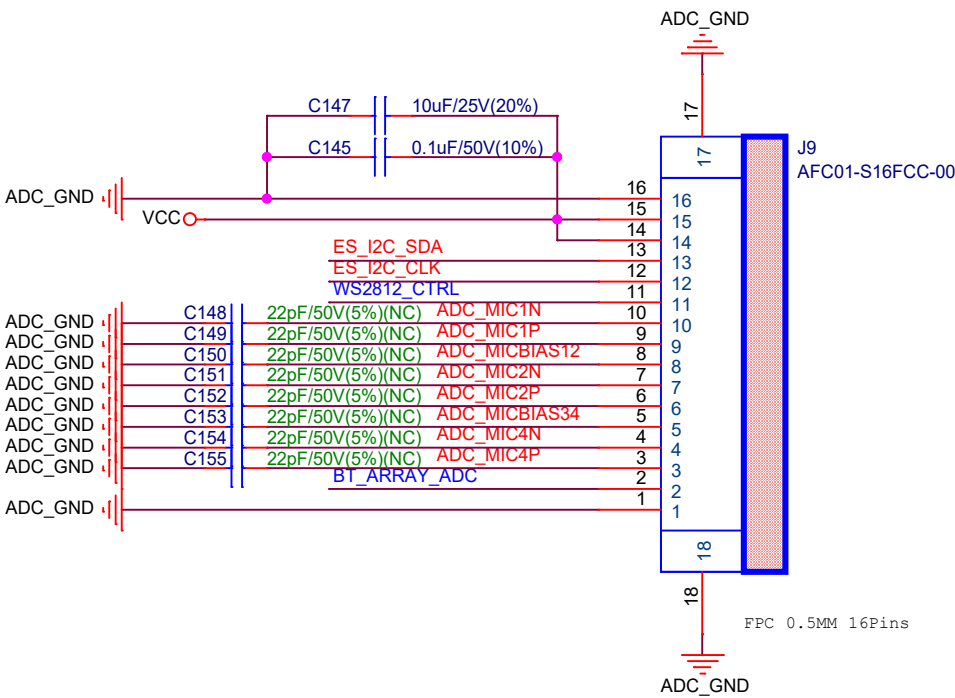 ADC_GND
17
C147 10uF/25V(20%)
17
J9
C145 0.1uF/50V(10%)
AFC01-S16FCC-00
ADC_GND 16 16
VCC 15 15
14 14
ES_I2C_SDA 13 13
ES_I2C_CLK 12 12
WS2812_CTRL 11 11
ADC_GND C148 22pF/50V(5%)(NC) ADC_MIC1N 10 10
ADC_GND C149 22pF/50V(5%)(NC) ADC_MIC1P 9 9
ADC_GND C150 22pF/50V(5%)(NC) ADC_MICBIAS12 8 8
ADC_GND C151 22pF/50V(5%)(NC) ADC_MIC2N 7 7
ADC_GND C152 22pF/50V(5%)(NC) ADC_MIC2P 6 6
ADC_GND C153 22pF/50V(5%)(NC) ADC_MICBIAS34 5 5
ADC_GND C154 22pF/50V(5%)(NC) ADC_MIC4N 4 4
ADC_GND C155 22pF/50V(5%)(NC) ADC_MIC4P 3 3
BT_ARRAY_ADC 2 2
ADC_GND 1 1
18
18
FPC 0.5MM 16Pins
ADC_GND